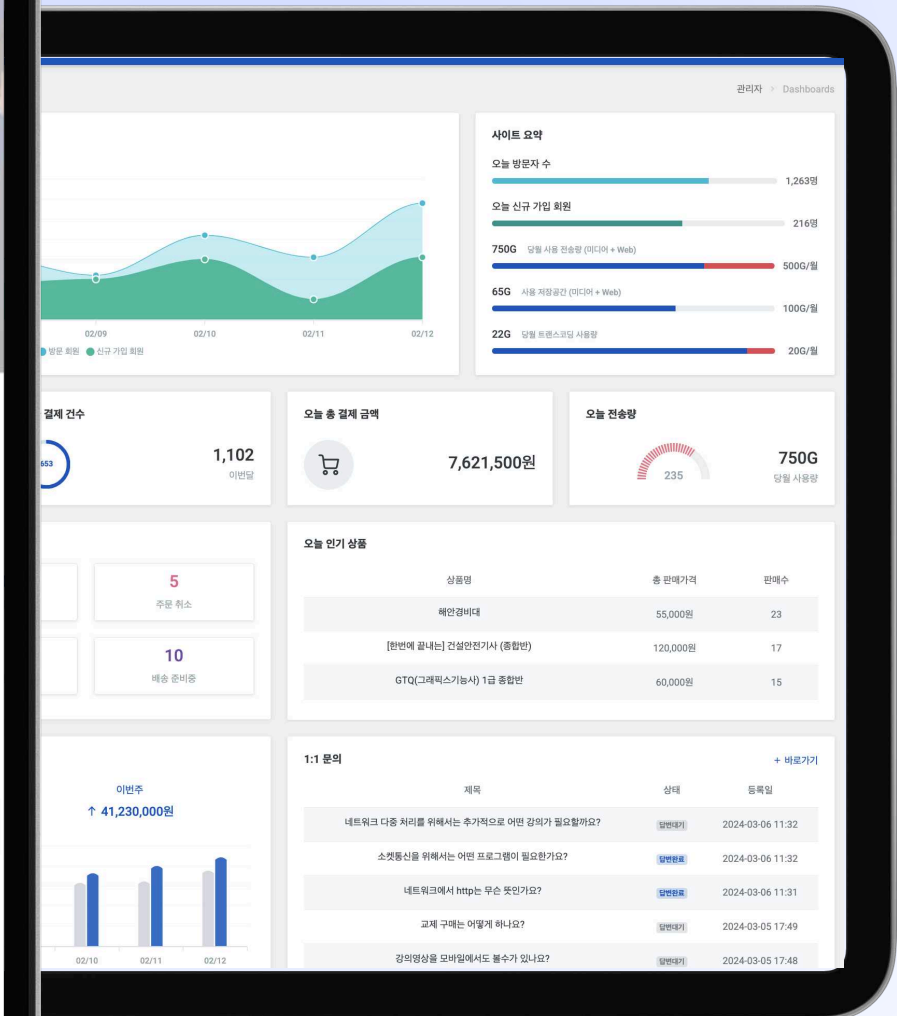 관리자 > Dashboards
02/09 02/10 02/11 02/12
방문 회원 신규 가입 회원
사이트 요약
오늘 방문자 수
1,263명
오늘 신규 가입 회원
216명
750G 당월 사용 전송량 (미디어 + Web)
500G/월
65G 사용 저장공간 (미디어 + Web)
100G/월
22G 당월 트랜스코딩 사용량
20G/월
결제 건수
653
1,102
이번달
오늘 총 결제 금액
7,621,500원
오늘 전송량
235
750G
당월 사용량
5
주문 취소
10
배송 준비중
오늘 인기 상품
상품명 총 판매가격 판매수
해안경비대 55,000원 23
[한번에 끝내는] 건설안전기사 (종합반) 120,000원 17
GTQ(그래픽스기능사) 1급 종합반 60,000원 15
이번주
↑ 41,230,000원
02/10 02/11 02/12
1:1 문의
+ 바로가기
제목 상태 등록일
네트워크 다중 처리를 위해서는 추가적으로 어떤 강의가 필요할까요? 답변대기 2024-03-06 11:32
소켓통신을 위해서는 어떤 프로그램이 필요한가요? 답변완료 2024-03-06 11:32
네트워크에서 http는 무슨 뜻인가요? 답변완료 2024-03-06 11:31
교제 구매는 어떻게 하나요? 답변대기 2024-03-05 17:49
강의영상을 모바일에서도 볼수가 있나요? 답변대기 2024-03-05 17:48